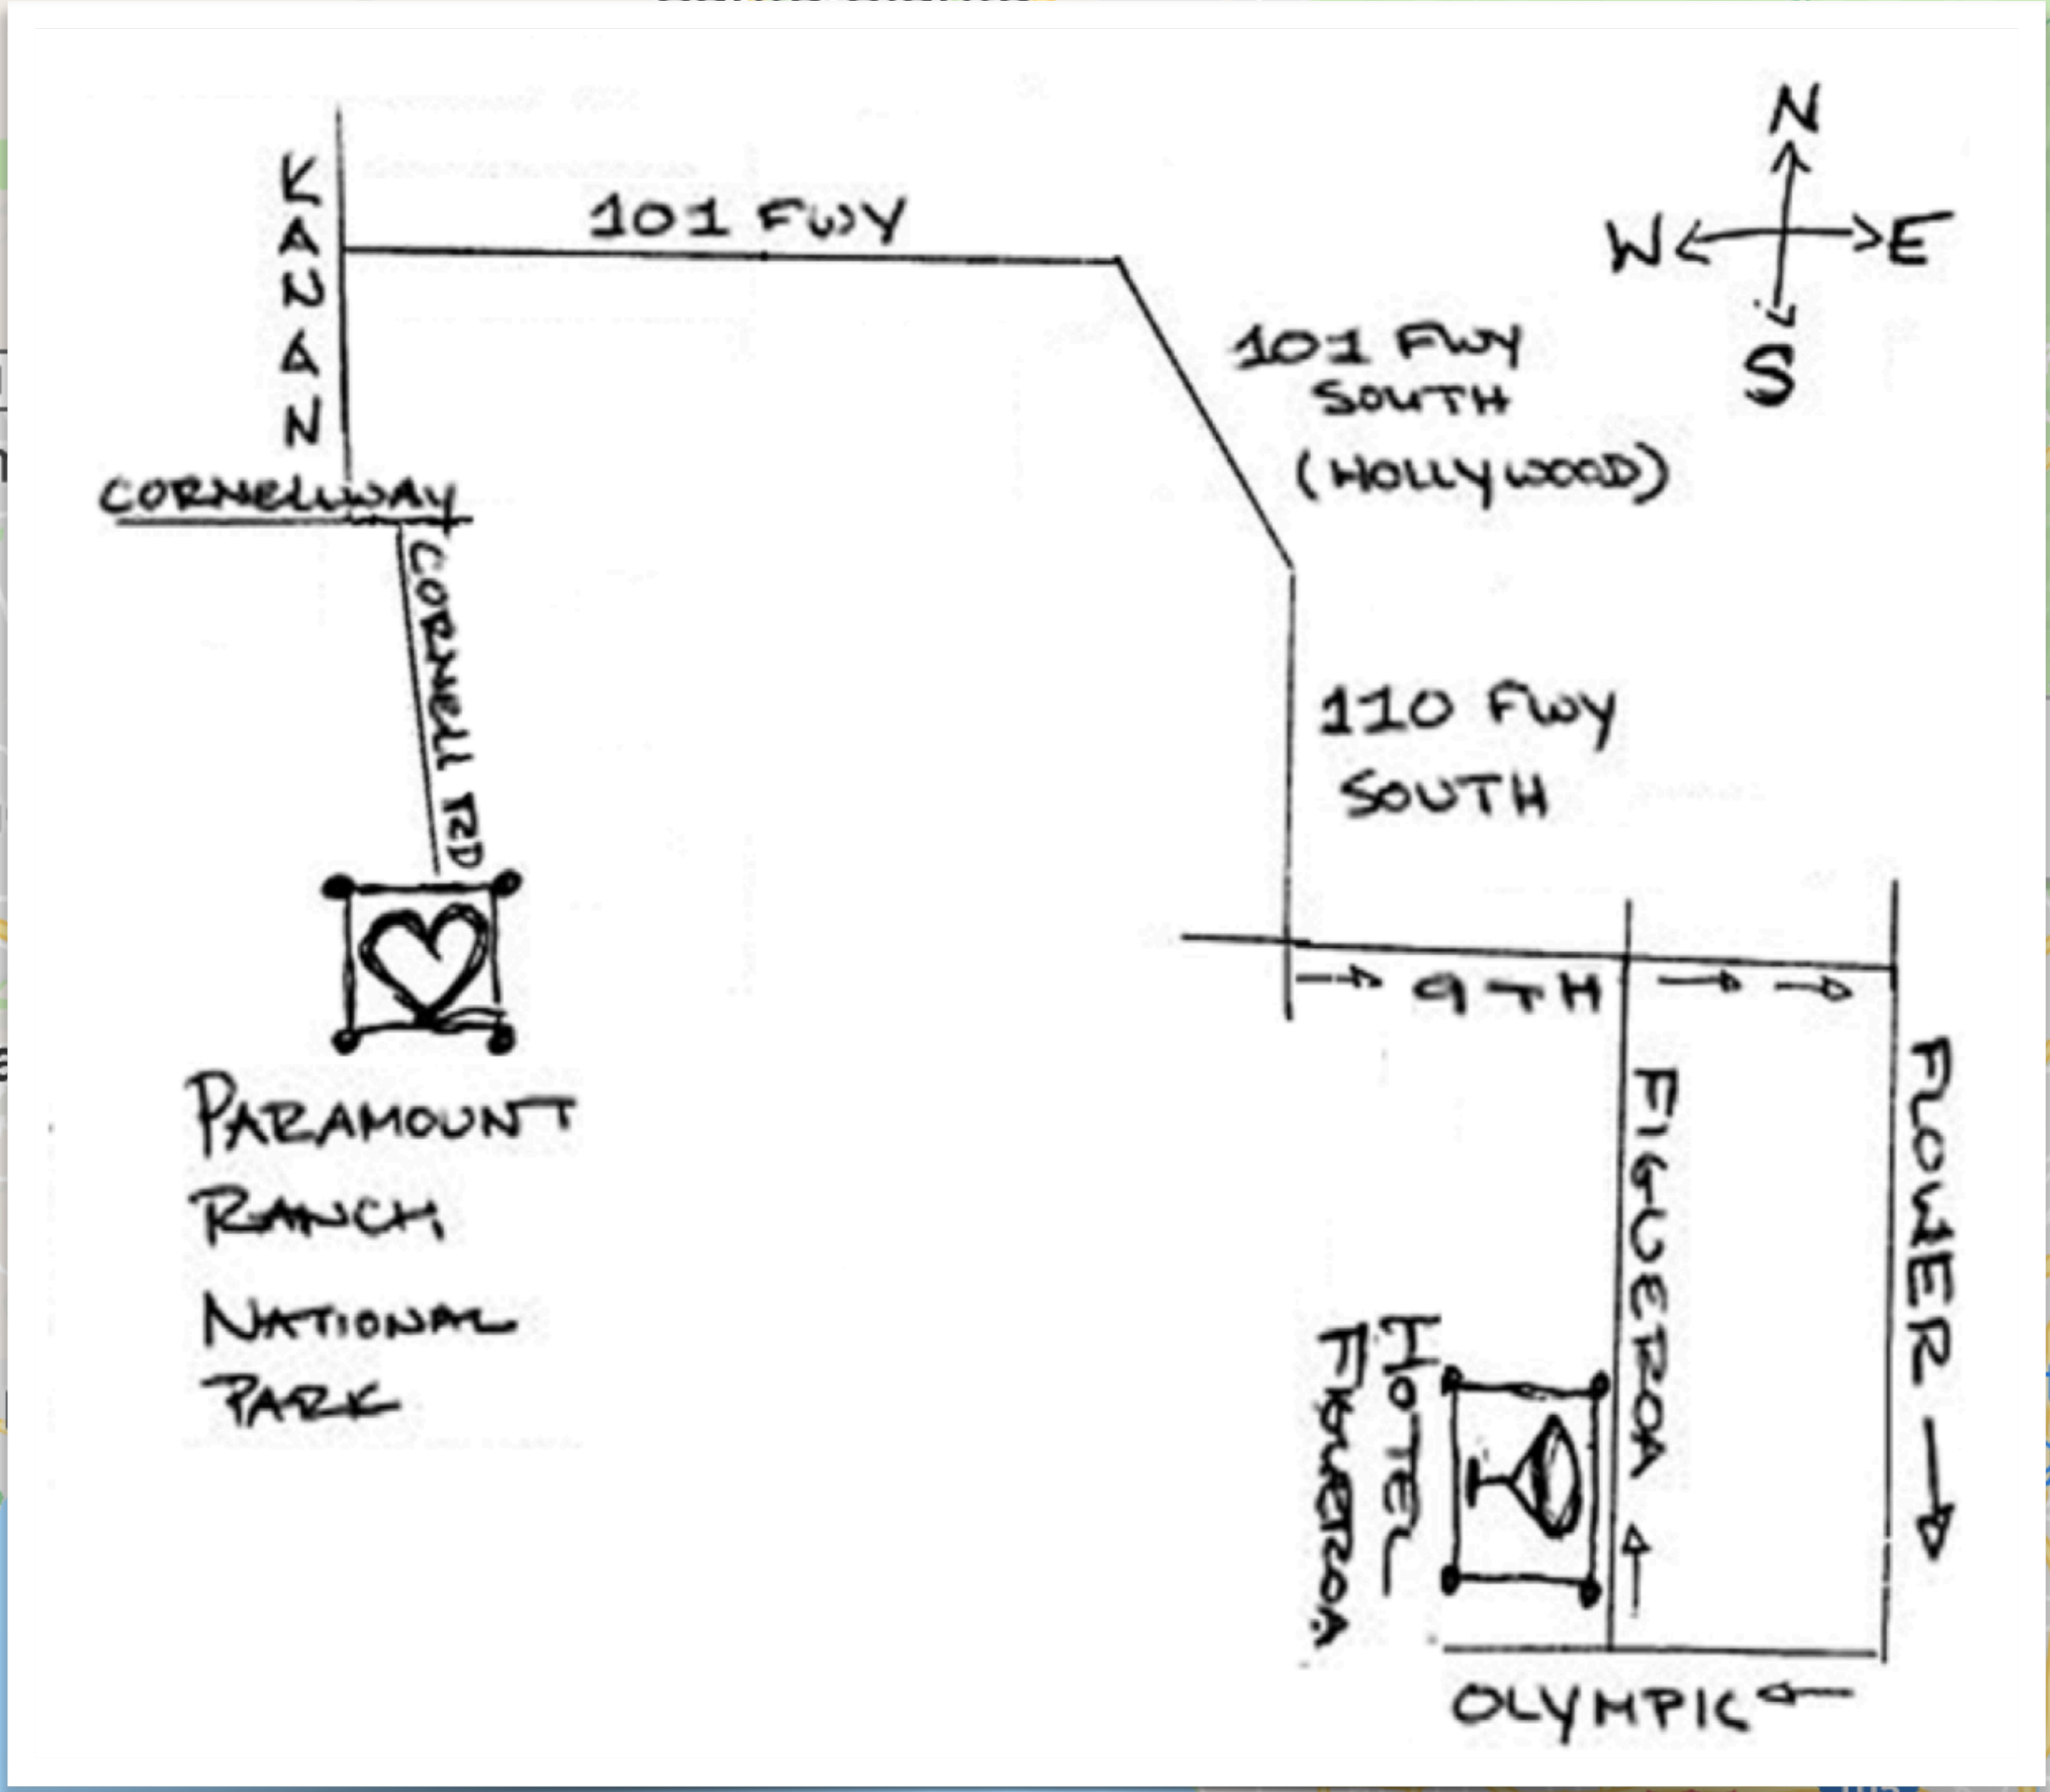 N
W E
S
KANAN
101 FWY
101 FWY
SOUTH
(HOLLYWOOD)
CORNELL WAY
CORNELL RD
110 FWY
SOUTH
9TH
PARAMOUNT
RANCH
NATIONAL
PARK
FIGUEROA
FLOWER
HOTEL
FIGUEROA
OLYMPIC